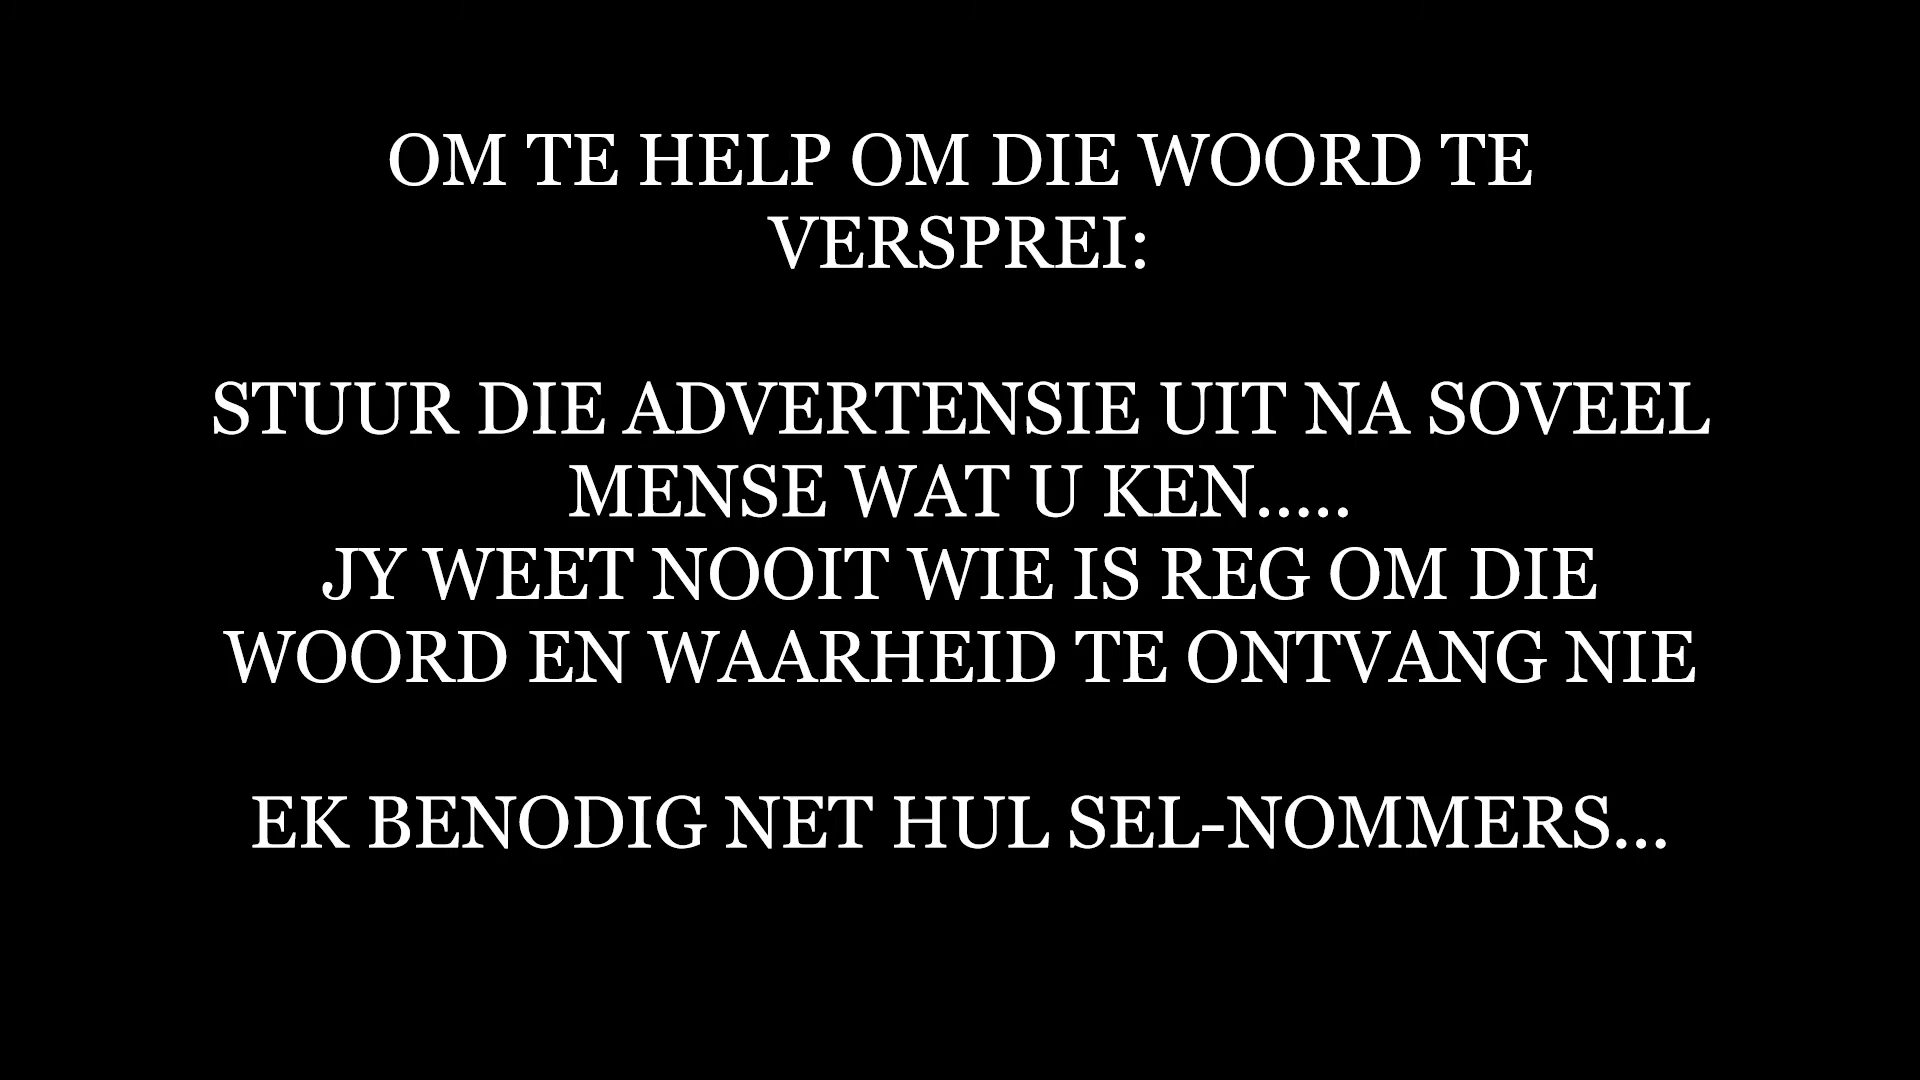 OM TE HELP OM DIE WOORD TE
VERSPREI:
STUUR DIE ADVERTENSIE UIT NA SOVEEL
MENSE WAT U KEN.....
JY WEET NOOIT WIE IS REG OM DIE
WOORD EN WAARHEID TE ONTVANG NIE
EK BENODIG NET HUL SEL-NOMMERS...